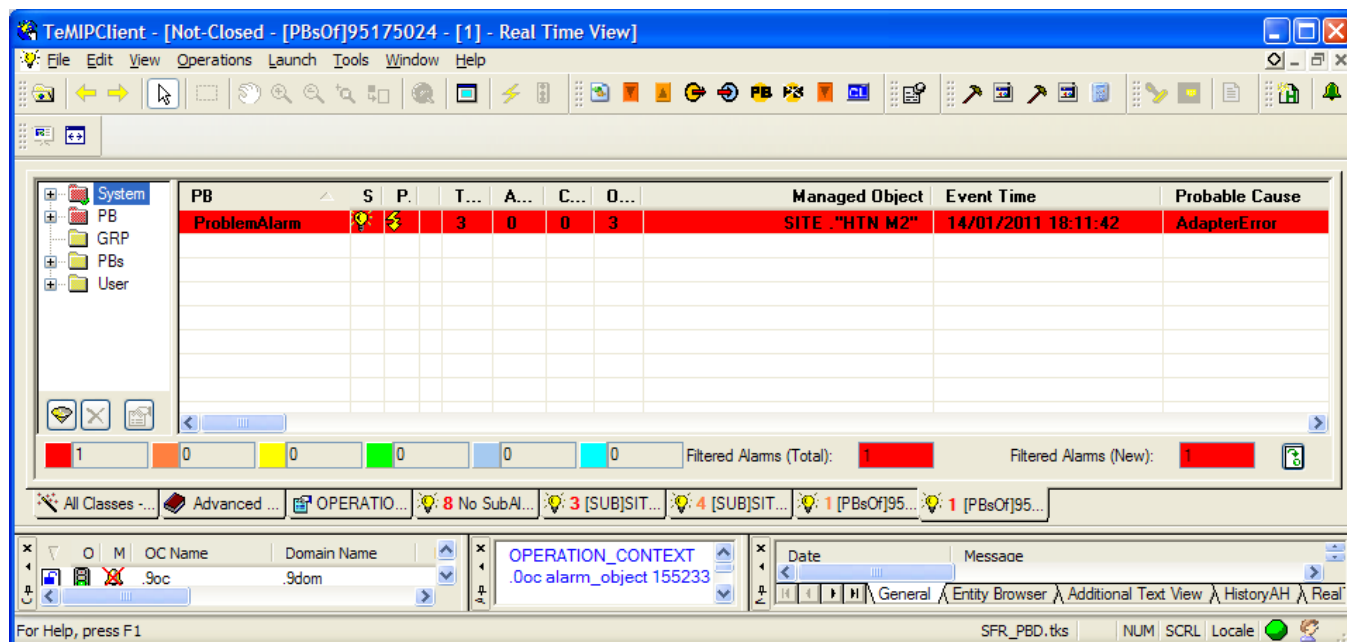 TeMIPClient - [Not-Closed - [PBsOf]95175024 - [1] - Real Time View]
File Edit View Operations Launch Tools Window Help
PB CI
System
PB
GRP
PBs
User
PB S P. T... A... C... O... Managed Object Event Time Probable Cause
ProblemAlarm 3 0 0 3 SITE ."HTN M2" 14/01/2011 18:11:42 AdapterError
1 0 0 0 0 0 Filtered Alarms (Total): 1 Filtered Alarms (New): 1
All Classes -... Advanced ... OPERATIO... 8 No SubAl... 3 [SUB]SIT... 4 [SUB]SIT... 1 [PBsOf]95... 1 [PBsOf]95...
O M OC Name Domain Name
.9oc .9dom
OPERATION_CONTEXT
.0oc alarm_object 155233
Date Message
General Entity Browser Additional Text View HistoryAH Real
For Help, press F1 SFR_PBD.tks NUM SCRL Locale